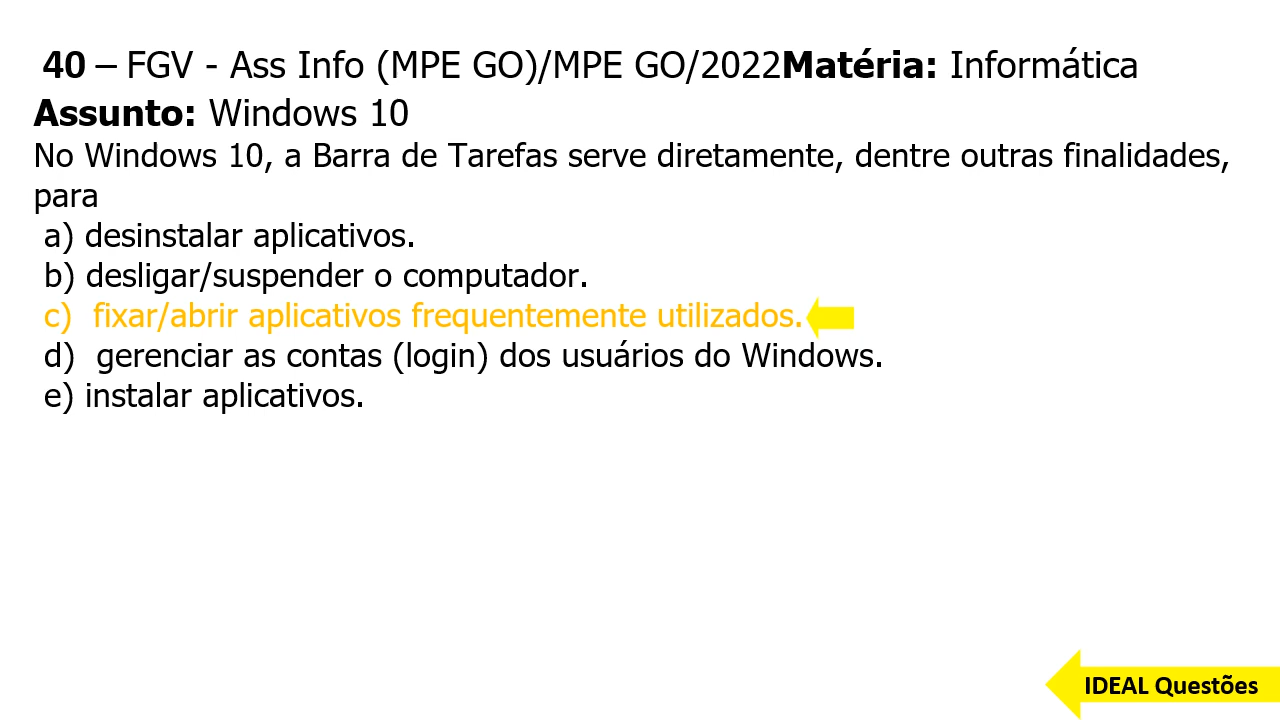 40 – FGV - Ass Info (MPE GO)/MPE GO/2022Matéria: Informática
Assunto: Windows 10
No Windows 10, a Barra de Tarefas serve diretamente, dentre outras finalidades,
para
a) desinstalar aplicativos.
b) desligar/suspender o computador.
c) fixar/abrir aplicativos frequentemente utilizados.
d) gerenciar as contas (login) dos usuários do Windows.
e) instalar aplicativos.
IDEAL Questões